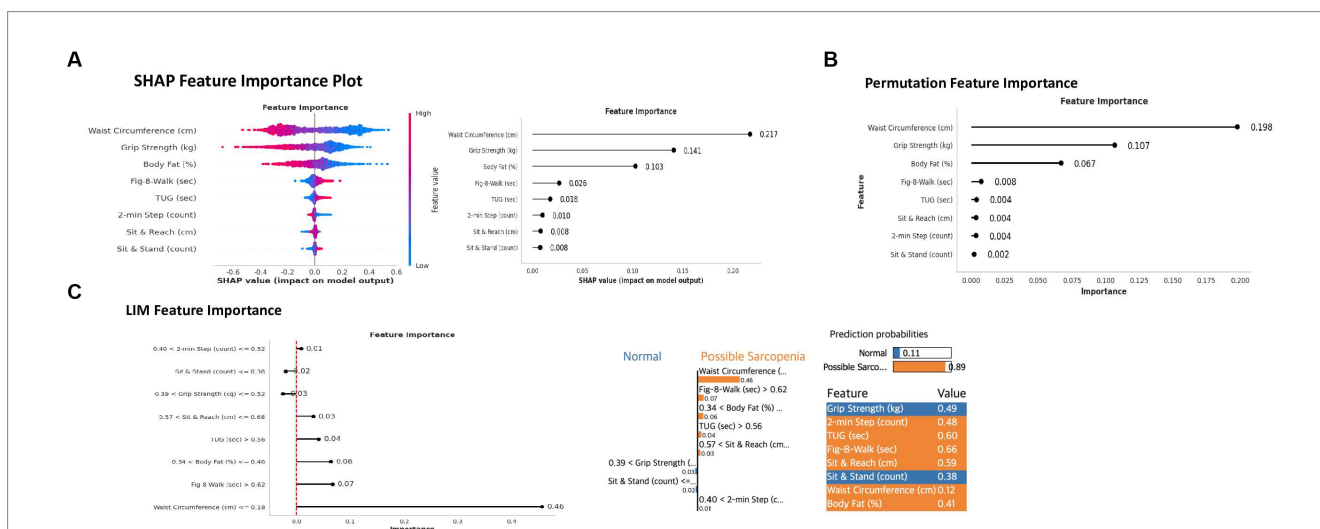 A
SHAP Feature Importance Plot
Feature Importance
Waist Circumference (cm)
Grip Strength (kg)
Body Fat (%)
Fig-8-Walk (sec)
TUG (sec)
2-min Step (count)
Sit & Reach (cm)
Sit & Stand (count)
High
Feature value
Low
-0.6 -0.4 -0.2 0.0 0.2 0.4 0.6
SHAP value (impact on model output)
Feature Importance
Waist Circumference (cm) 0.217
Grip Strength (kg) 0.141
Body Fat (%) 0.103
Fig-8-Walk (sec) 0.026
TUG (sec) 0.018
2-min Step (count) 0.010
Sit & Reach (cm) 0.008
Sit & Stand (count) 0.008
0.00 0.05 0.10 0.15 0.20
SHAP value (impact on model output)
B
Permutation Feature Importance
Feature Importance
Feature
Waist Circumference (cm) 0.198
Grip Strength (kg) 0.107
Body Fat (%) 0.067
Fig-8-Walk (sec) 0.008
TUG (sec) 0.004
Sit & Reach (cm) 0.004
2-min Step (count) 0.004
Sit & Stand (count) 0.002
0.000 0.025 0.050 0.075 0.100 0.125 0.150 0.175 0.200
Importance
C
LIM Feature Importance
Feature Importance
0.40 < 2-min Step (count) <= 0.52 0.01
Sit & Stand (count) <= 0.38 0.02
0.39 < Grip Strength (kg) <= 0.52 0.03
0.57 < Sit & Reach (cm) <= 0.68 0.03
TUG (sec) > 0.56 0.04
0.34 < Body Fat (%) <= 0.46 0.06
Fig 8 Walk (sec) > 0.62 0.07
Waist Circumference (cm) <= 0.18 0.46
0.0 0.1 0.2 0.3 0.4
Importance
Normal Possible Sarcopenia
Waist Circumference (...
0.46
Fig-8-Walk (sec) > 0.62
0.07
0.34 < Body Fat (%) ...
0.06
TUG (sec) > 0.56
0.04
0.57 < Sit & Reach (cm...
0.03
0.39 < Grip Strength (...
0.03
Sit & Stand (count) <=...
0.02
0.40 < 2-min Step (c...
0.01
Prediction probabilities
Normal 0.11
Possible Sarco... 0.89
Feature Value
Grip Strength (kg) 0.49
2-min Step (count) 0.48
TUG (sec) 0.60
Fig-8-Walk (sec) 0.66
Sit & Reach (cm) 0.59
Sit & Stand (count) 0.38
Waist Circumference (cm) 0.12
Body Fat (%) 0.41